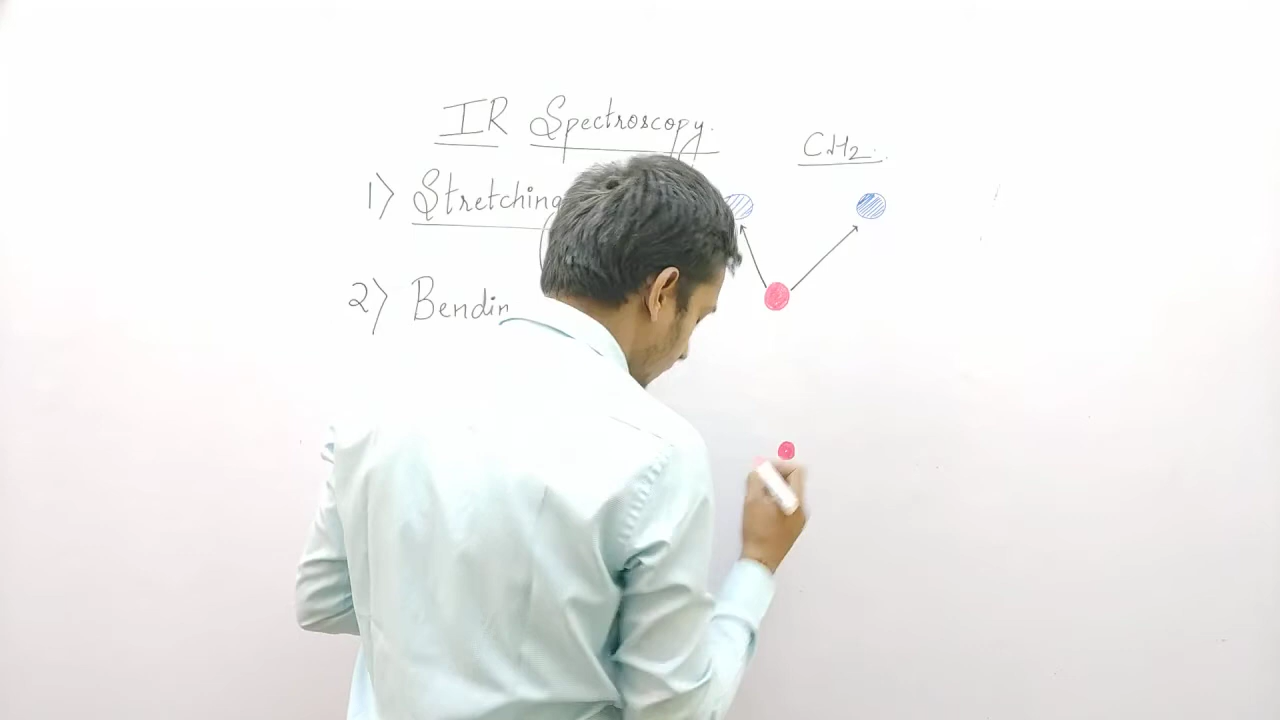 IR Spectroscopy.
CH2.
1) Stretching
2) Bendin